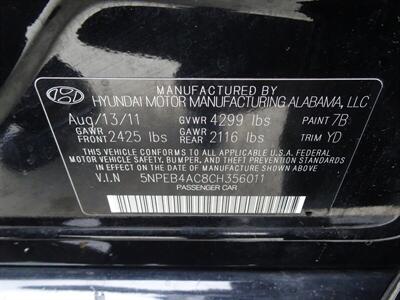 MANUFACTURED BY
HYUNDAI MOTOR MANUFACTURING ALABAMA, LLC
Aug/13/11 GVWR 4299 lbs PAINT 7B
GAWR FRONT 2425 lbs GAWR REAR 2116 lbs TRIM YD
THIS VEHICLE CONFORMS TO ALL APPLICABLE U.S.A. FEDERAL
MOTOR VEHICLE SAFETY, BUMPER, AND THEFT PREVENTION STANDARDS
IN EFFECT ON THE DATE OF MANUFACTURE SHOWN ABOVE
V.I.N 5NPEB4AC8CH356011
PASSENGER CAR